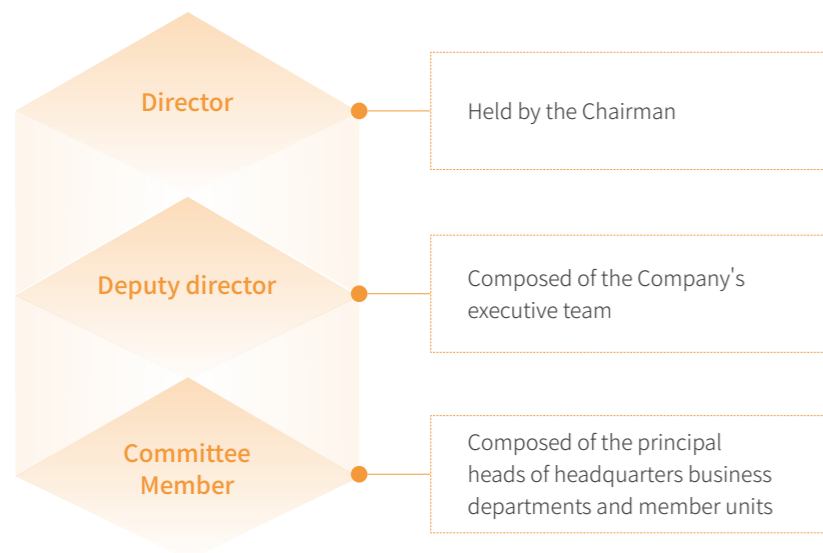 Director
Held by the Chairman
Deputy director
Composed of the Company's
executive team
Committee
Member
Composed of the principal
heads of headquarters business
departments and member units